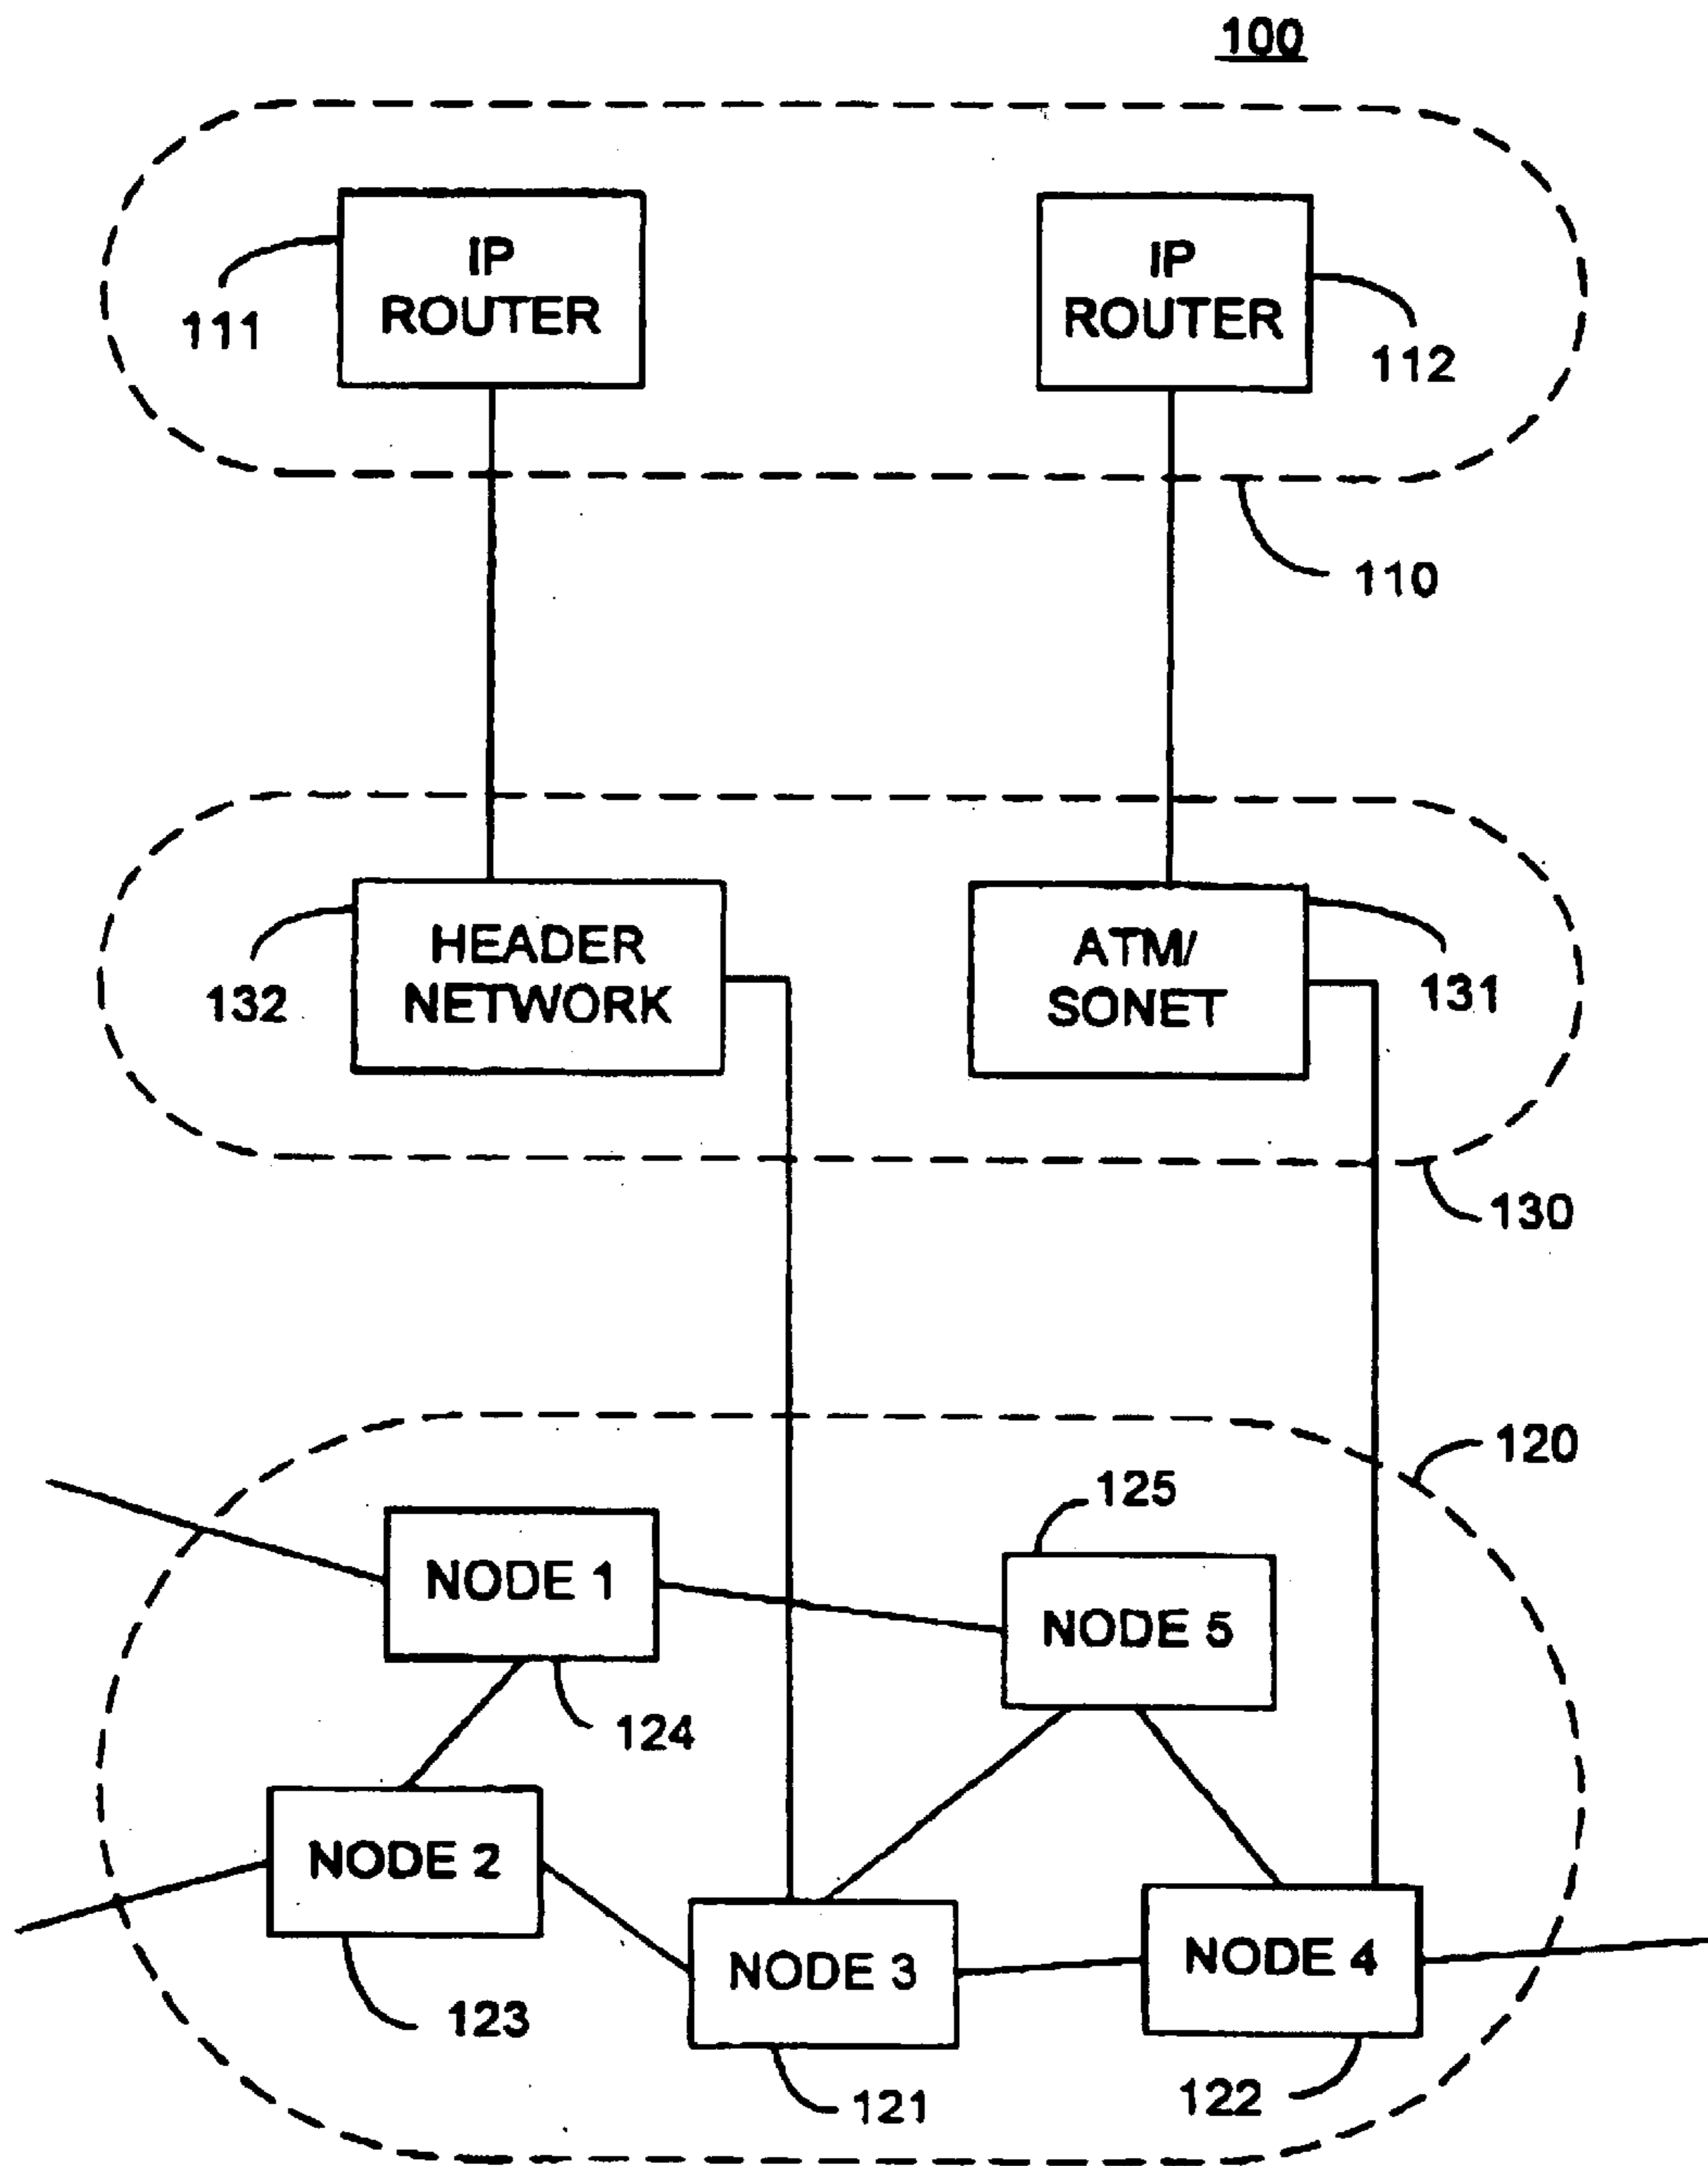 100
IP
ROUTER
IP
ROUTER
111
112
110
HEADER
NETWORK
ATM/
SONET
132
131
130
120
125
NODE 1
NODE 5
124
NODE 2
NODE 3
NODE 4
123
121
122